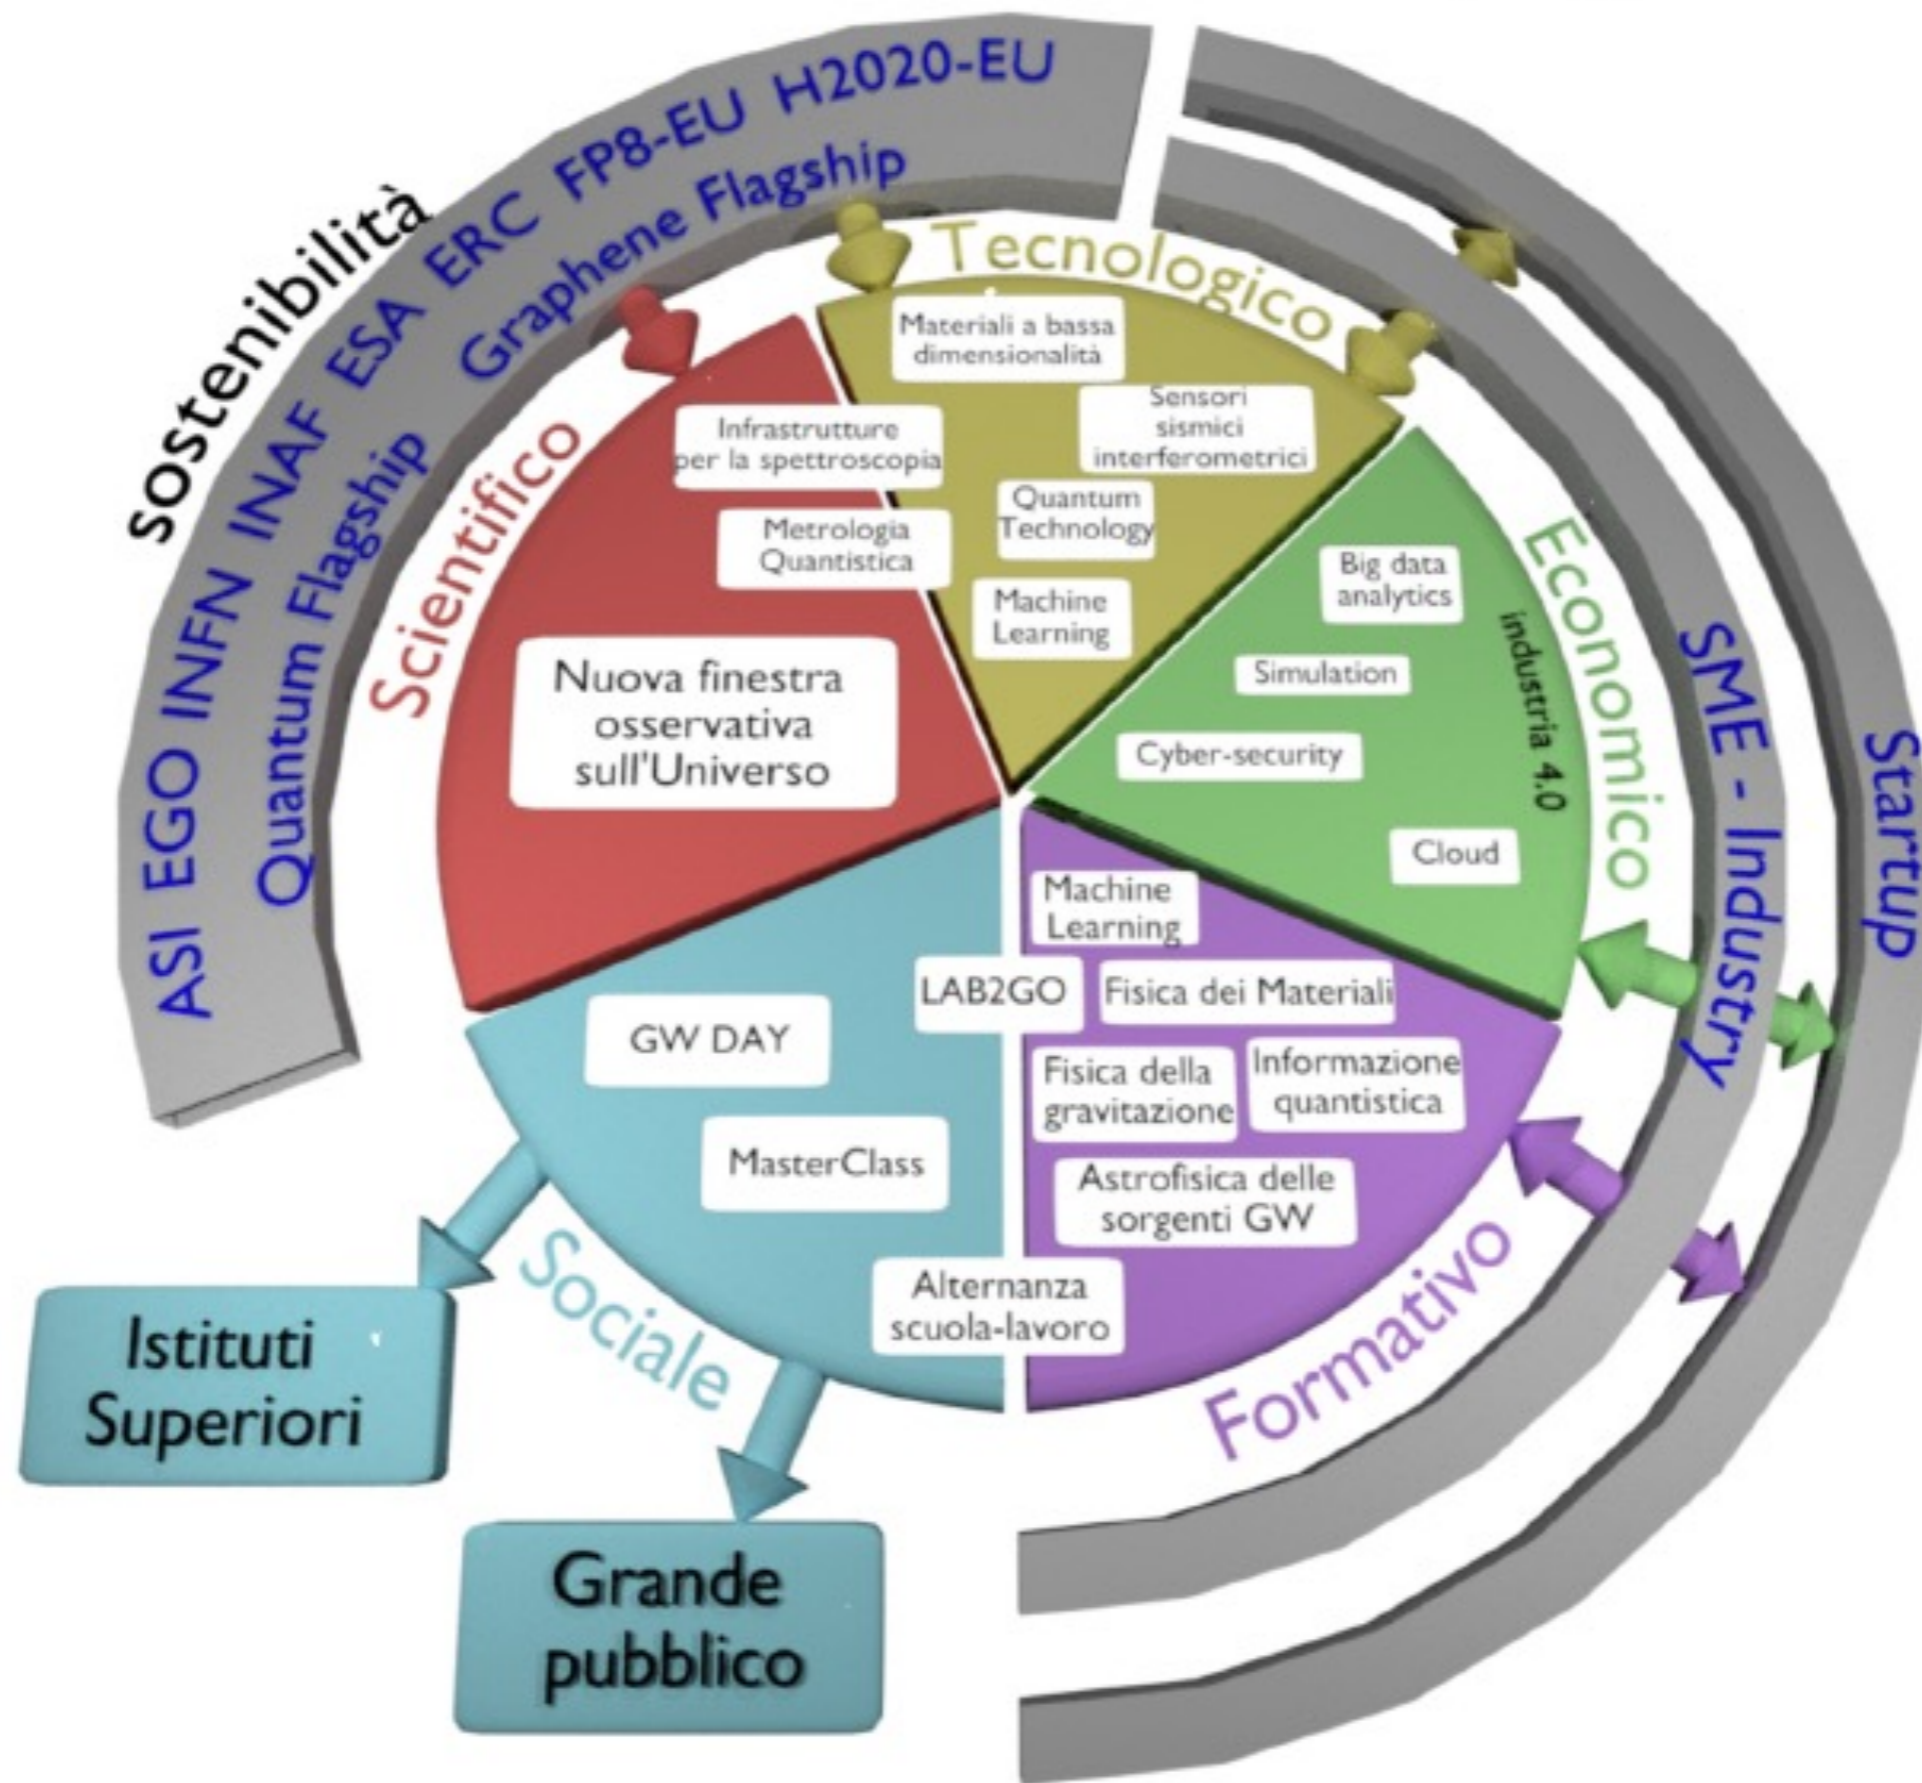 sostenibilità
ASI EGO INFN INAF ESA ERC FP8-EU H2020-EU
Quantum Flagship Graphene Flagship
Scientifico
Infrastrutture
per la spettroscopia
Metrologia
Quantistica
Nuova finestra
osservativa
sull'Universo
Tecnologico
Materiali a bassa
dimensionalità
Sensori
sismici
interferometrici
Quantum
Technology
Machine
Learning
Economico
industria 4.0
Big data
analytics
Simulation
Cyber-security
Cloud
SME - Industry
Startup
Formativo
Machine
Learning
LAB2GO
Fisica dei Materiali
Fisica della
gravitazione
Informazione
quantistica
Astrofisica delle
sorgenti GW
Alternanza
scuola-lavoro
Sociale
GW DAY
MasterClass
Istituti
Superiori
Grande
pubblico